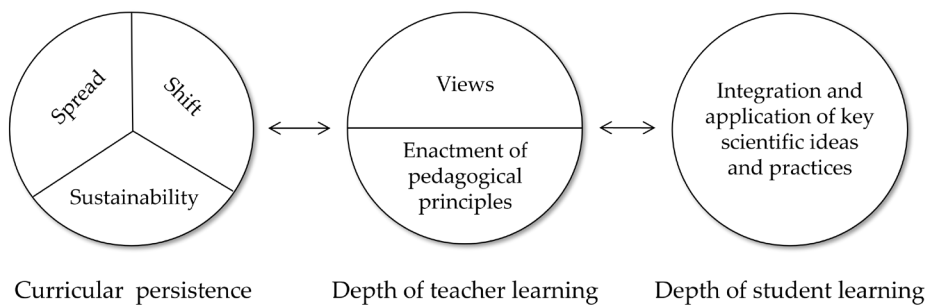 Spread
Shift
Sustainability
Views
Enactment of
pedagogical
principles
Integration and
application of key
scientific ideas
and practices
Curricular persistence
Depth of teacher learning
Depth of student learning